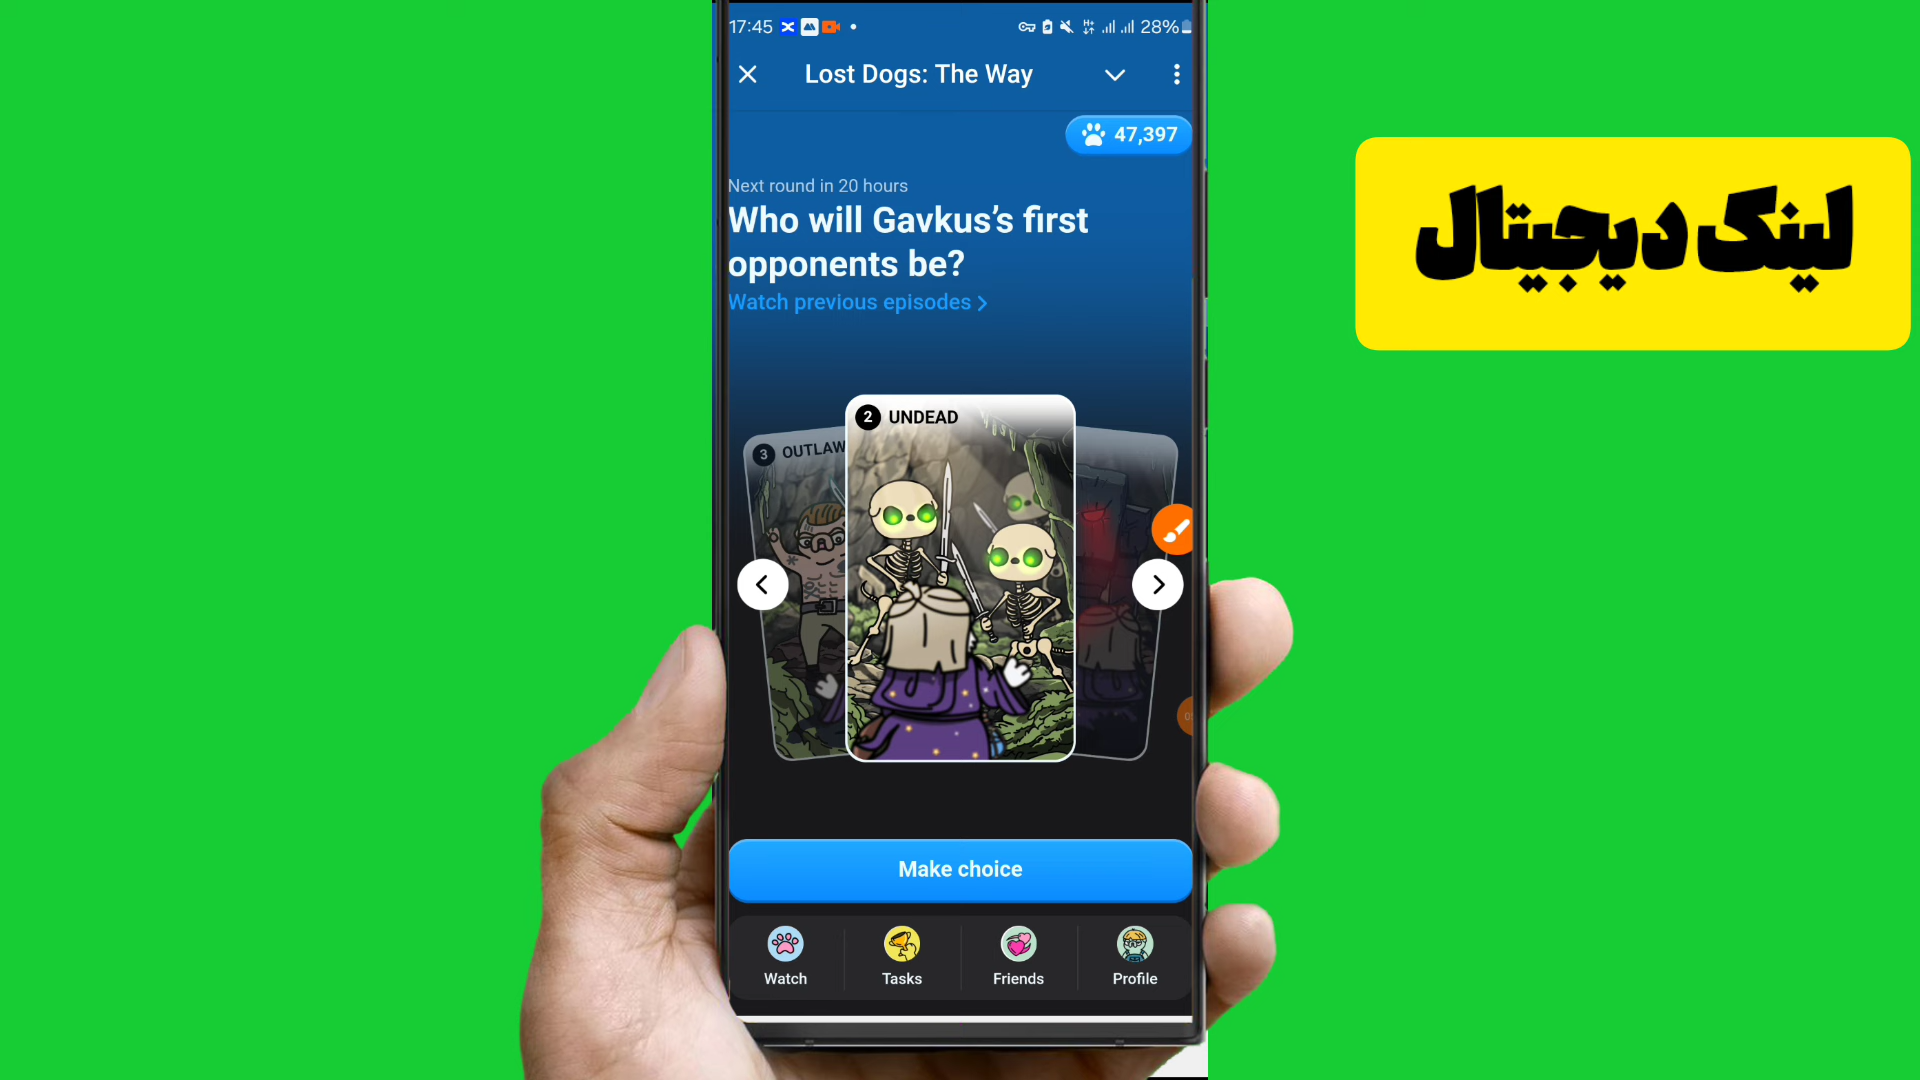 17:45
28%
Lost Dogs: The Way
47,397
لینک دیجیتال
Next round in 20 hours
Who will Gavkus’s first
opponents be?
Watch previous episodes
2 UNDEAD
3 OUTLAW
Make choice
Watch
Tasks
Friends
Profile